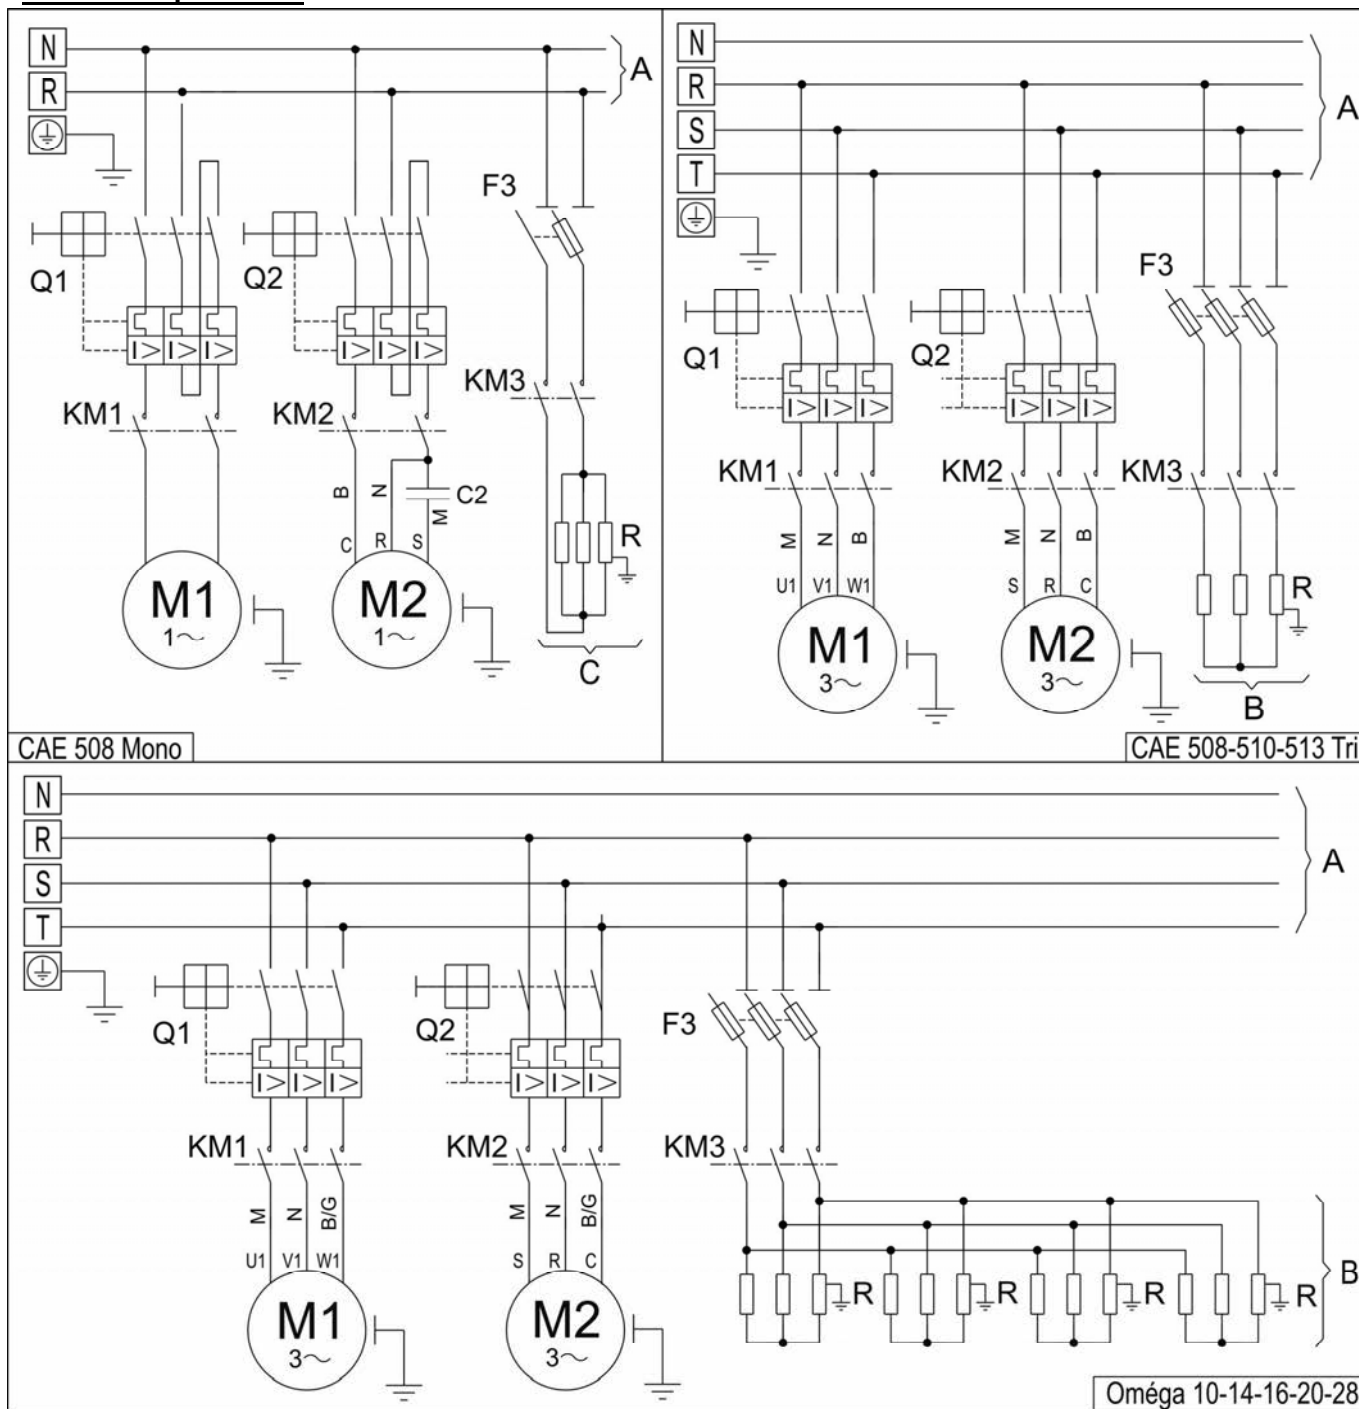 N
R
A
F3
Q1
Q2
I> I> I>
I> I> I>
KM3
KM1
KM2
B
N
C2
M
C
R
S
R
M1
1~
M2
1~
C
CAE 508 Mono
N
R
S
T
A
F3
Q1
Q2
I> I> I>
I> I> I>
KM1
KM2
KM3
M
N
B
M
N
B
U1
V1
W1
S
R
C
R
M1
3~
M2
3~
B
CAE 508-510-513 Tri
N
R
S
T
A
Q1
Q2
F3
I> I> I>
I> I> I>
KM1
KM2
KM3
M
N
B/G
M
N
B/G
U1
V1
W1
S
R
C
R
R
R
R
B
M1
3~
M2
3~
Oméga 10-14-16-20-28